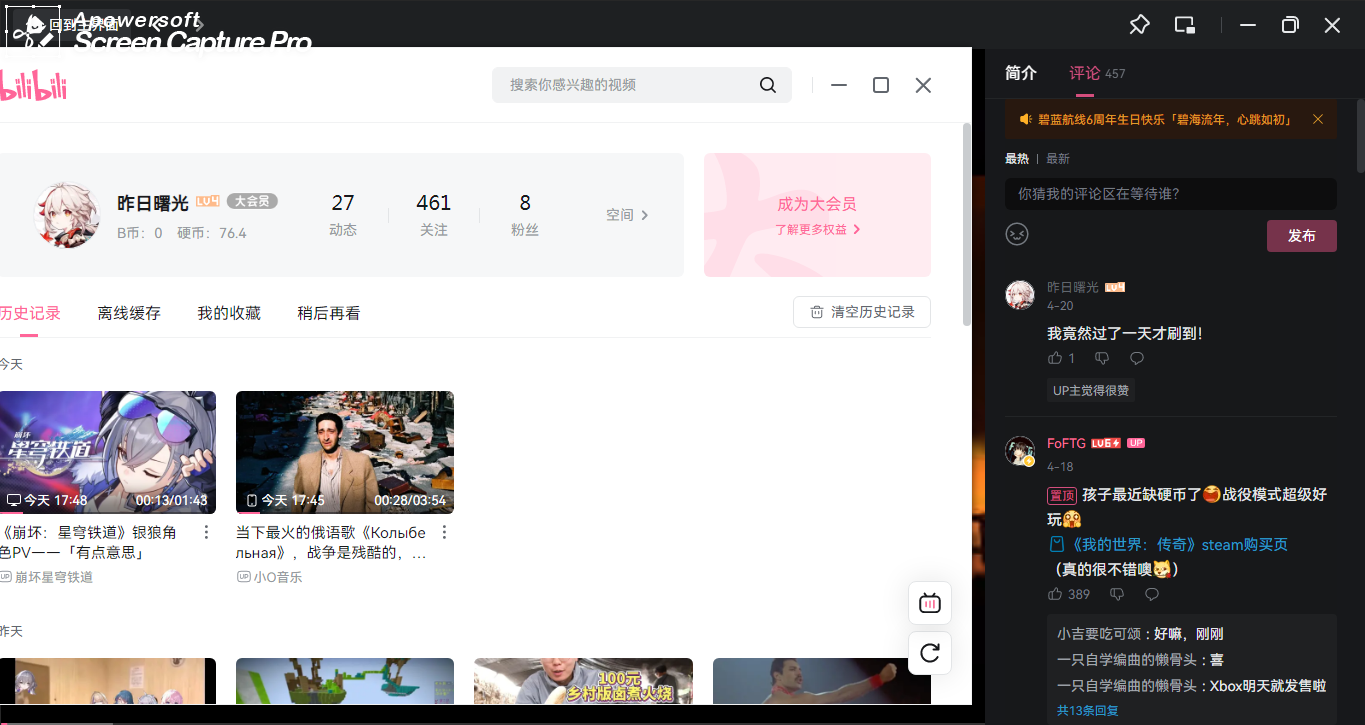 回到主界面
Apowersoft
Screen Capture Pro
bilibili
搜索你感兴趣的视频
昨日曙光 LV4 大会员
B币: 0 硬币: 76.4
27
动态
461
关注
8
粉丝
空间
成为大会员
了解更多权益
历史记录
离线缓存
我的收藏
稍后再看
清空历史记录
今天
崩坏
星穹铁道
今天 17:48 00:13/01:43
《崩坏：星穹铁道》银狼角
色PV——「有点意思」
UP 崩坏星穹铁道
今天 17:45 00:28/03:54
当下最火的俄语歌《Колыбе
льная》，战争是残酷的，...
UP 小O音乐
昨天
100元
乡村版卤煮火烧
简介
评论 457
碧蓝航线6周年生日快乐「碧海流年，心跳如初」
最热 | 最新
你猜我的评论区在等待谁?
发布
昨日曙光 LV4
4-20
我竟然过了一天才刷到!
1
UP主觉得很赞
FoFTG LV6 UP
4-18
置顶 孩子最近缺硬币了战役模式超级好
玩
《我的世界：传奇》steam购买页
（真的很不错噢）
389
小吉要吃可颂 : 好嘛，刚刚
一只自学编曲的懒骨头 : 喜
一只自学编曲的懒骨头 : Xbox明天就发售啦
共13条回复